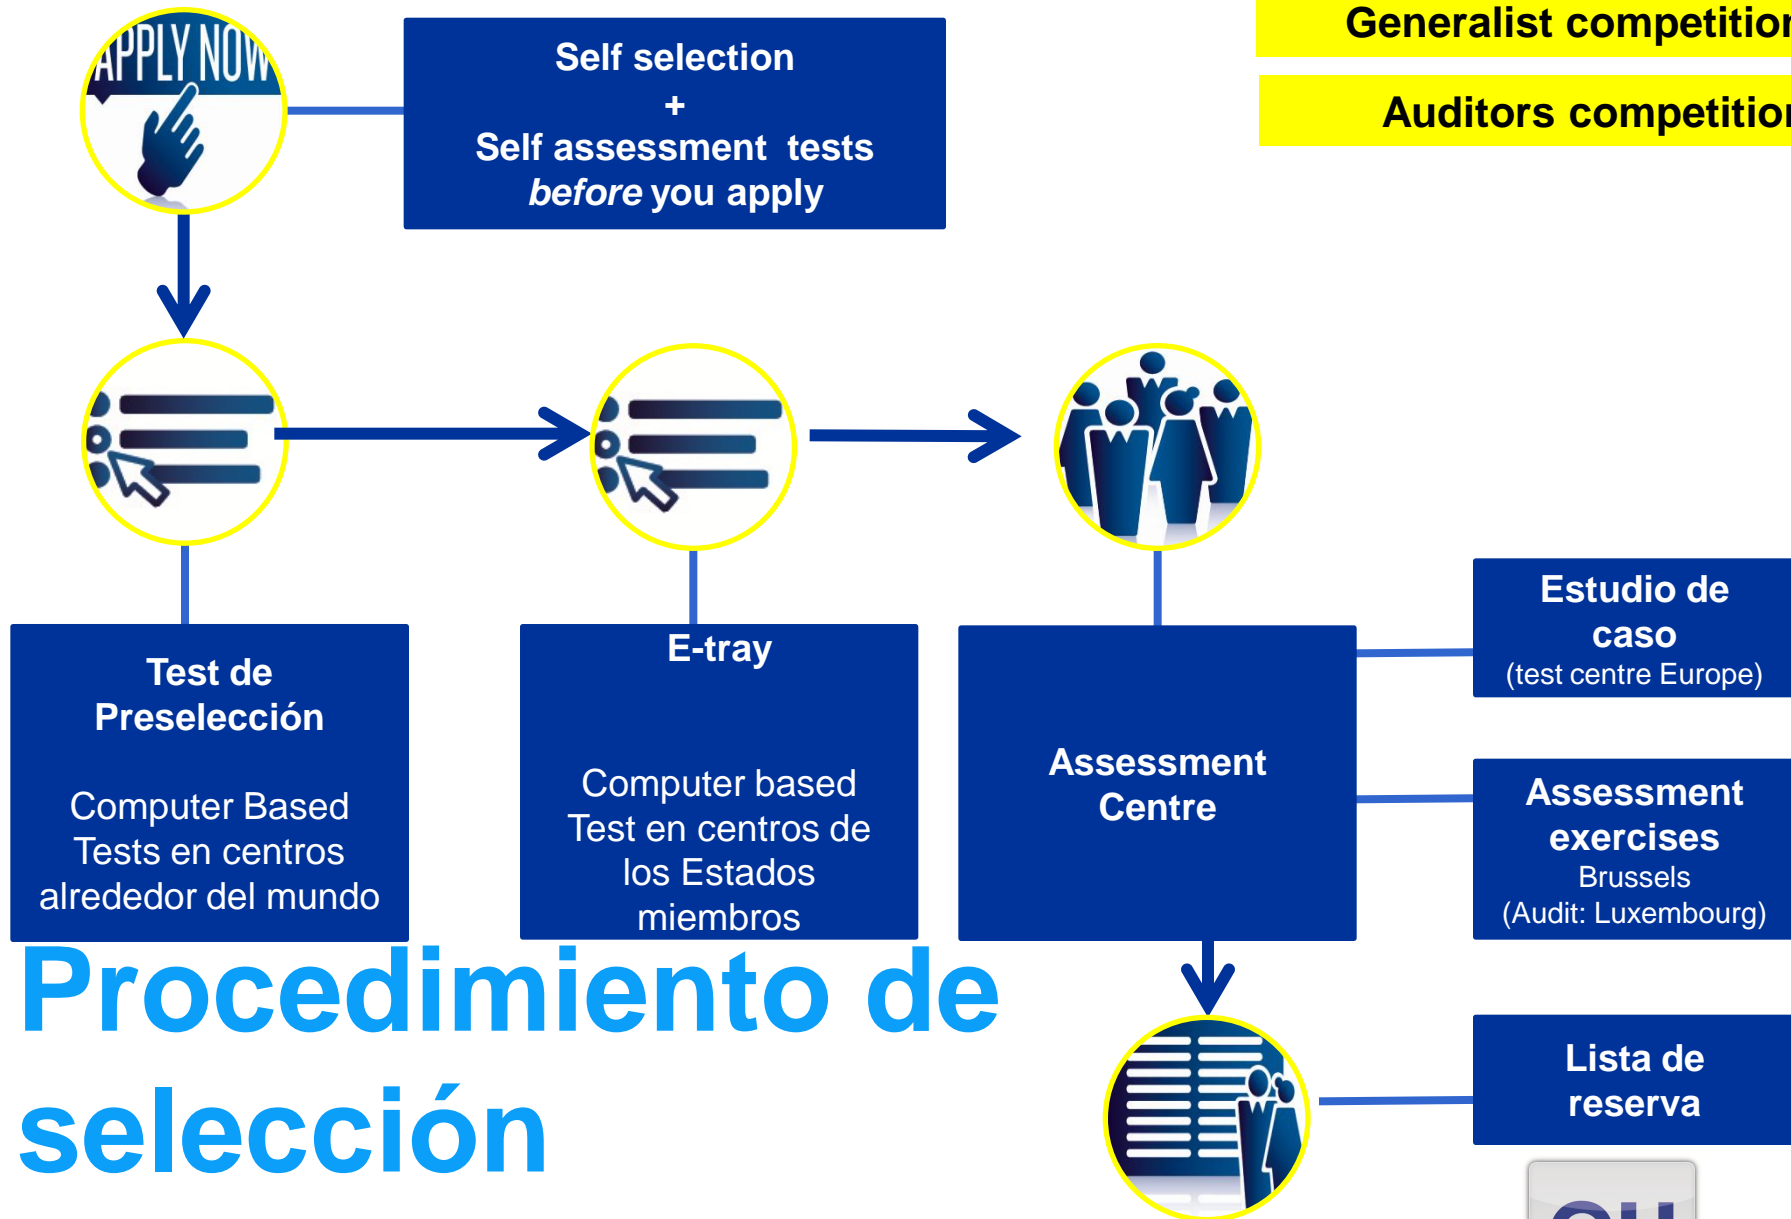 APPLY NOW
Self selection
+
Self assessment tests
before you apply
Generalist competition
Auditors competition
Test de
Preselección
Computer Based
Tests en centros
alrededor del mundo
E-tray
Computer based
Test en centros de
los Estados
miembros
Assessment
Centre
Estudio de
caso
(test centre Europe)
Assessment
exercises
Brussels
(Audit: Luxembourg)
Lista de
reserva
Procedimiento de
selección